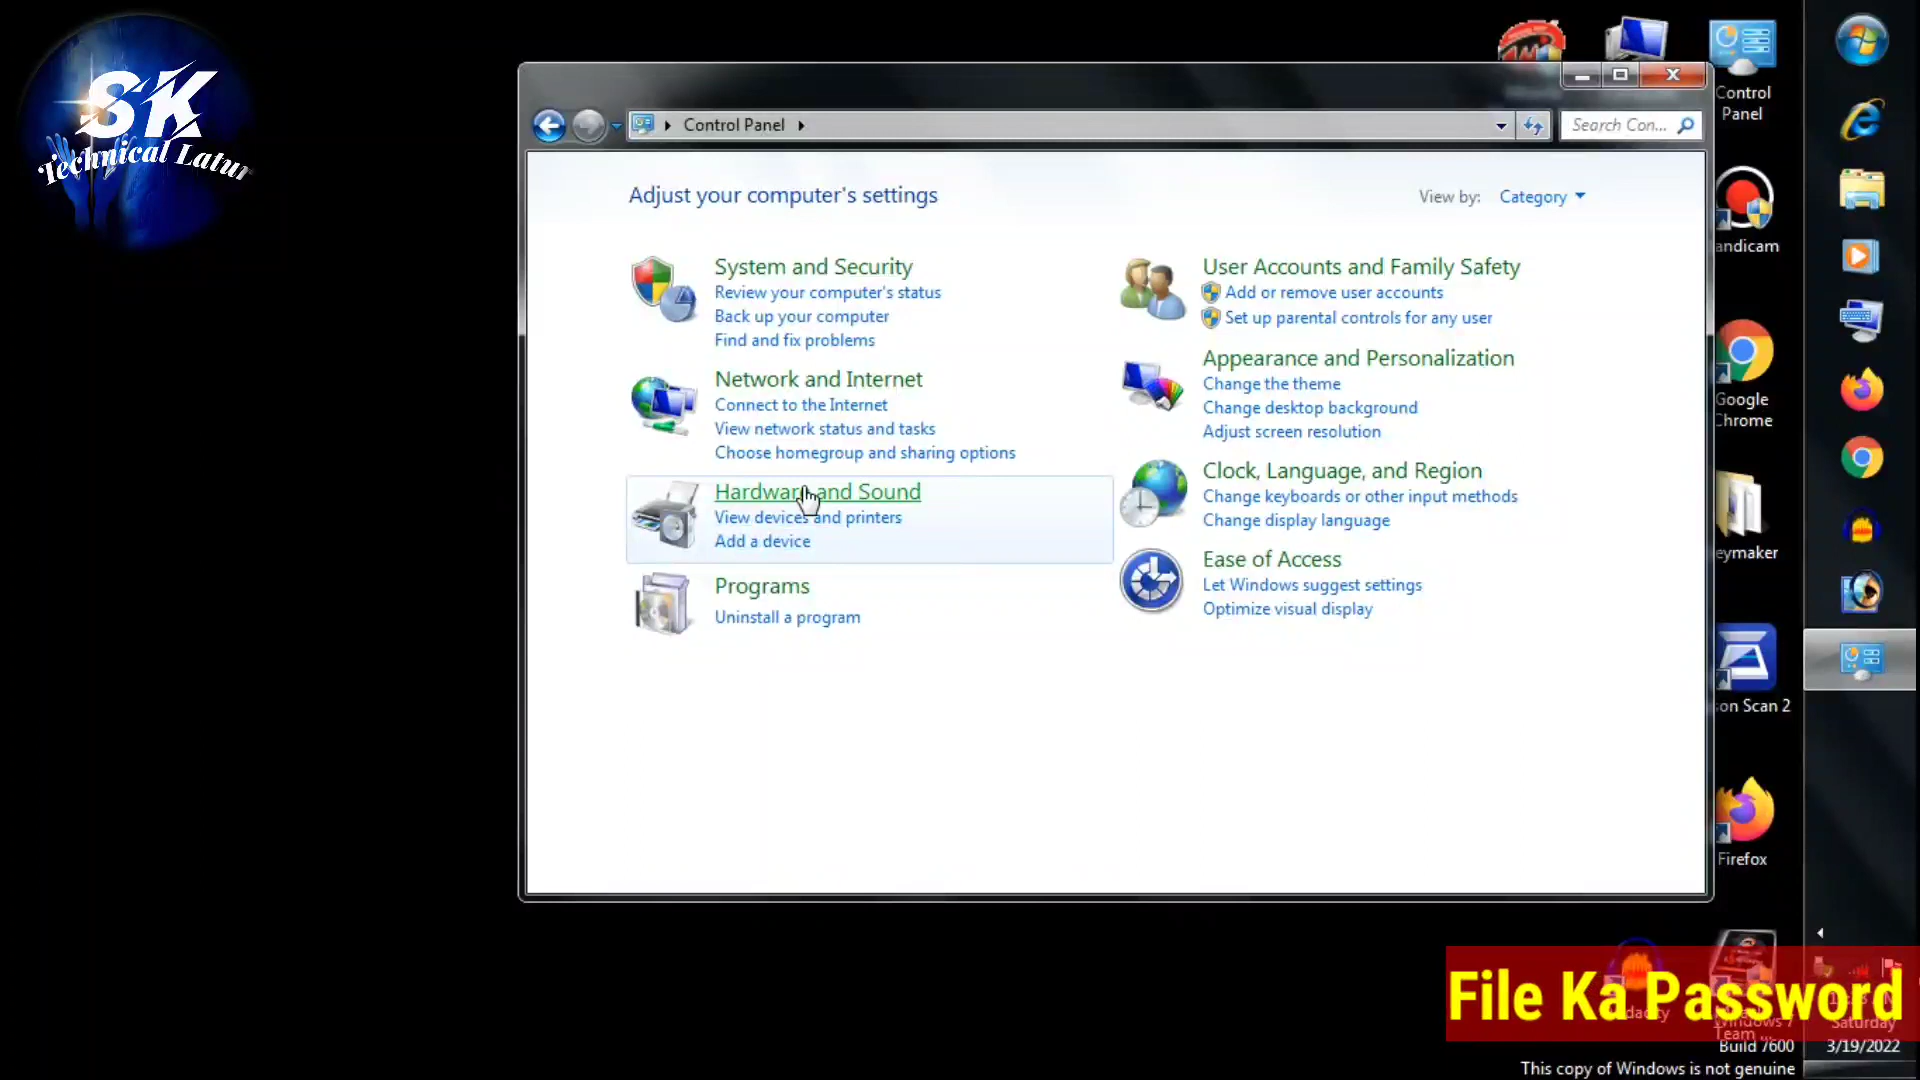 SK
Technical Latur
Control Panel
Search Con...
Adjust your computer's settings
View by: Category
System and Security
Review your computer's status
Back up your computer
Find and fix problems
Network and Internet
Connect to the Internet
View network status and tasks
Choose homegroup and sharing options
Hardware and Sound
View devices and printers
Add a device
Programs
Uninstall a program
User Accounts and Family Safety
Add or remove user accounts
Set up parental controls for any user
Appearance and Personalization
Change the theme
Change desktop background
Adjust screen resolution
Clock, Language, and Region
Change keyboards or other input methods
Change display language
Ease of Access
Let Windows suggest settings
Optimize visual display
Control
Panel
andicam
Google
Chrome
eymaker
on Scan 2
Firefox
File Ka Password
dacity
Windows 7
Team ...
Saturday
Build 7600
3/19/2022
This copy of Windows is not genuine